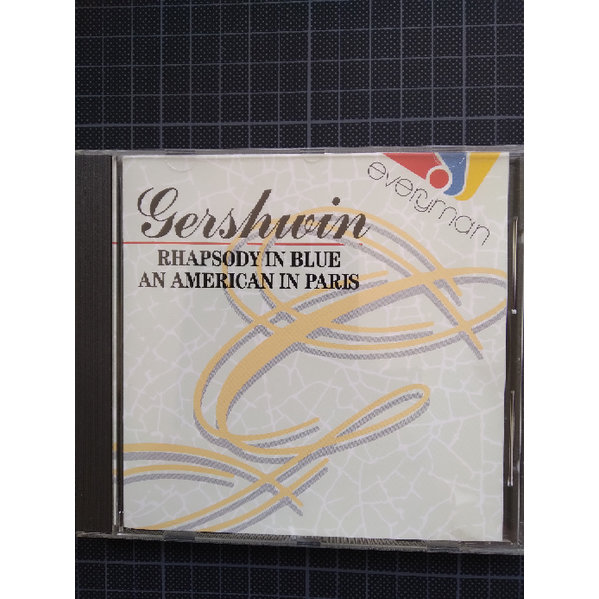 everyman
Gershwin
RHAPSODY IN BLUE
AN AMERICAN IN PARIS